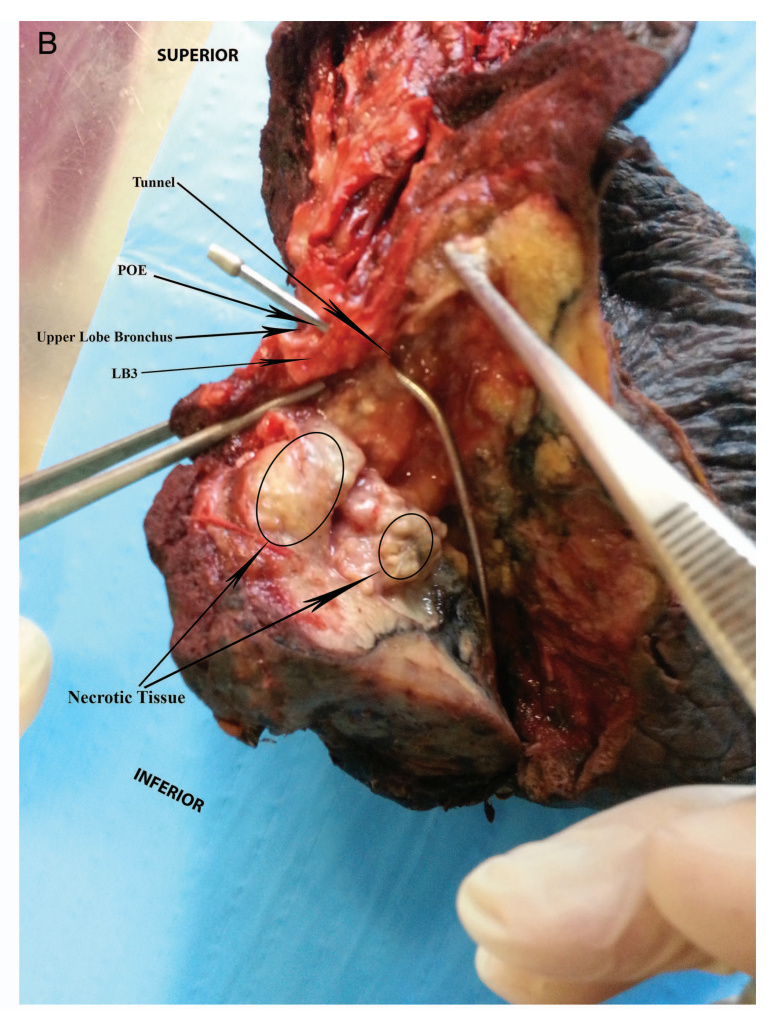 B
SUPERIOR
Tunnel
POE
Upper Lobe Bronchus
LB3
Necrotic Tissue
INFERIOR